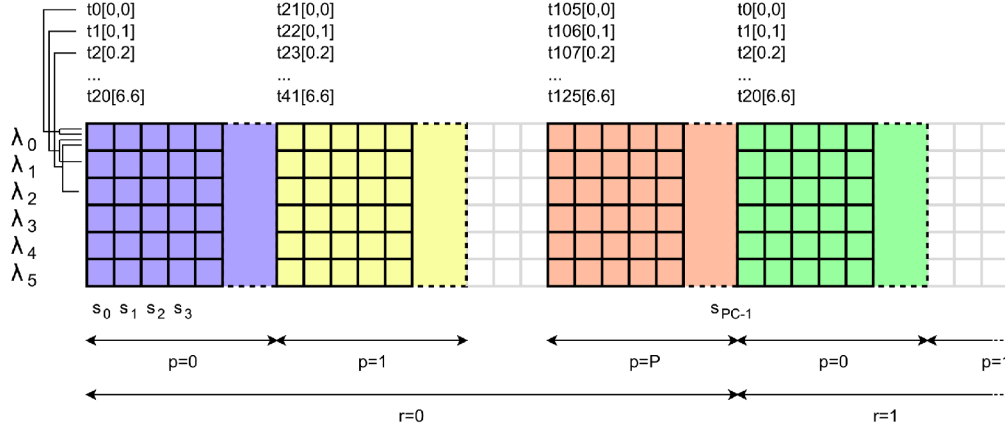 t0[0,0] t21[0,0] t105[0,0] t0[0,0]
t1[0,1] t22[0,1] t106[0,1] t1[0,1]
t2[0.2] t23[0.2] t107[0.2] t2[0,2]
... ... ... ...
t20[6.6] t41[6.6] t125[6.6] t20[6.6]
λ0
λ1
λ2
λ3
λ4
λ5
s0 s1 s2 s3 sPC-1
p=0 p=1 p=P p=0 p=1
r=0 r=1